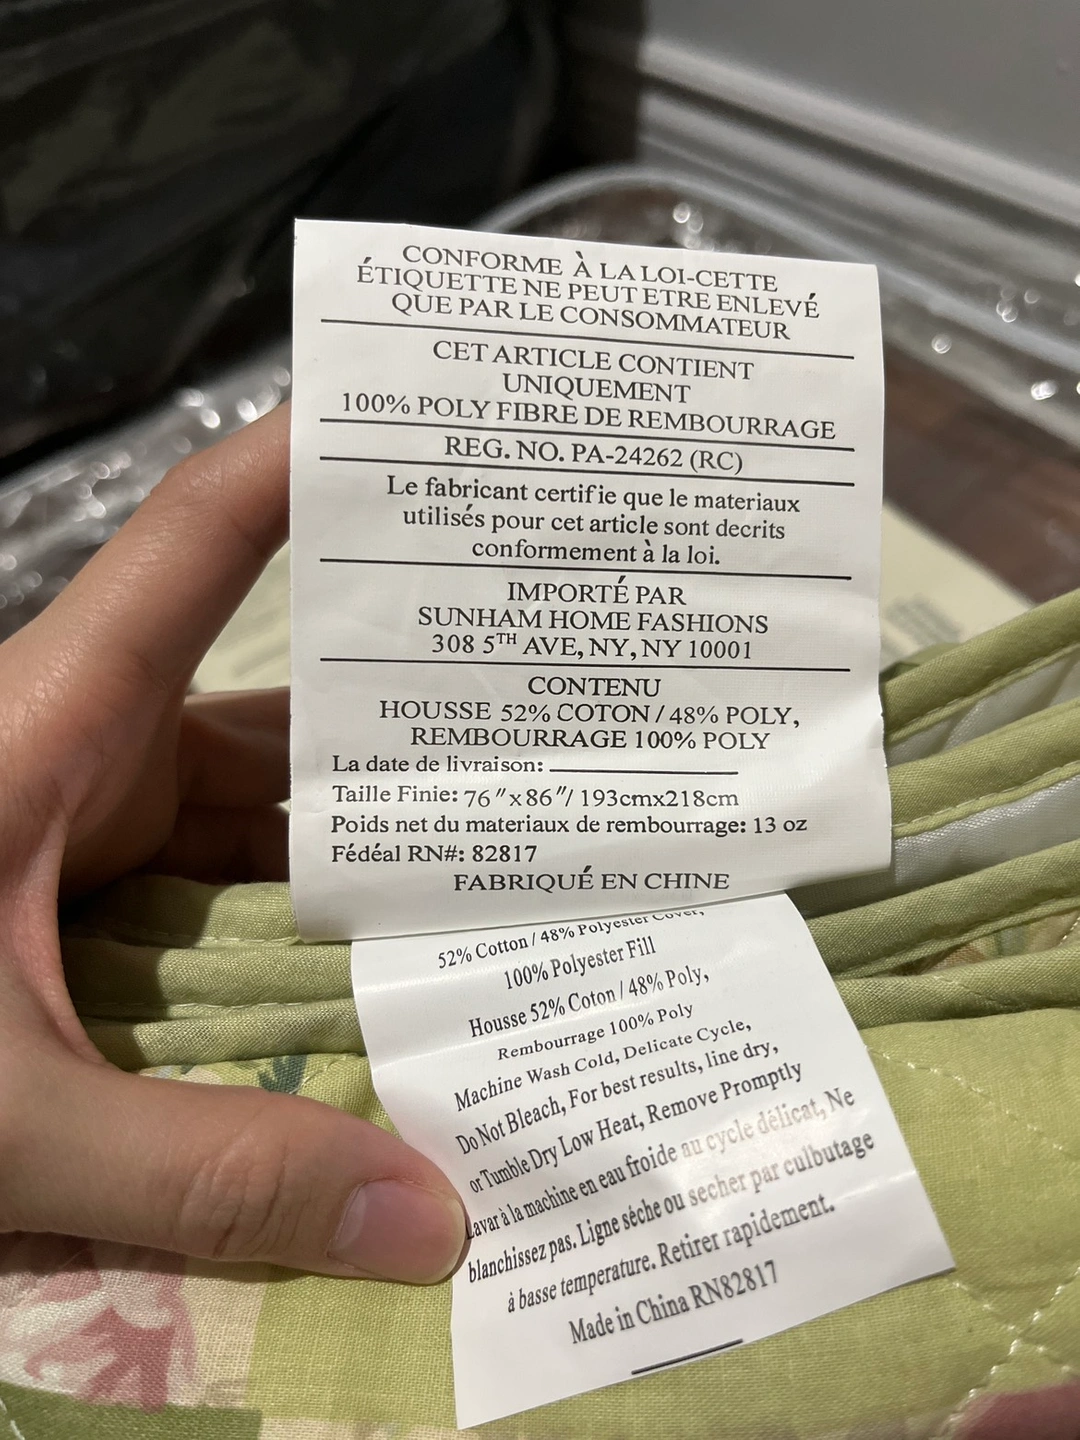 CONFORME À LA LOI-CETTE
ÉTIQUETTE NE PEUT ETRE ENLEVÉ
QUE PAR LE CONSOMMATEUR
CET ARTICLE CONTIENT
UNIQUEMENT
100% POLY FIBRE DE REMBOURRAGE
REG. NO. PA-24262 (RC)
Le fabricant certifie que le materiaux
utilisés pour cet article sont decrits
conformement à la loi.
IMPORTÉ PAR
SUNHAM HOME FASHIONS
308 5TH AVE, NY, NY 10001
CONTENU
HOUSSE 52% COTON / 48% POLY,
REMBOURRAGE 100% POLY
La date de livraison:
Taille Finie: 76"x86"/ 193cmx218cm
Poids net du materiaux de rembourrage: 13 oz
Fédéal RN#: 82817
FABRIQUÉ EN CHINE
52% Cotton / 48% Polyester Cover,
100% Polyester Fill
Housse 52% Coton / 48% Poly,
Rembourrage 100% Poly
Machine Wash Cold, Delicate Cycle,
Do Not Bleach, For best results, line dry,
or Tumble Dry Low Heat, Remove Promptly
Lavar à la machine en eau froide au cycle délicat, Ne
blanchissez pas. Ligne séche ou secher par culbutage
à basse temperature. Retirer rapidement.
Made in China RN82817